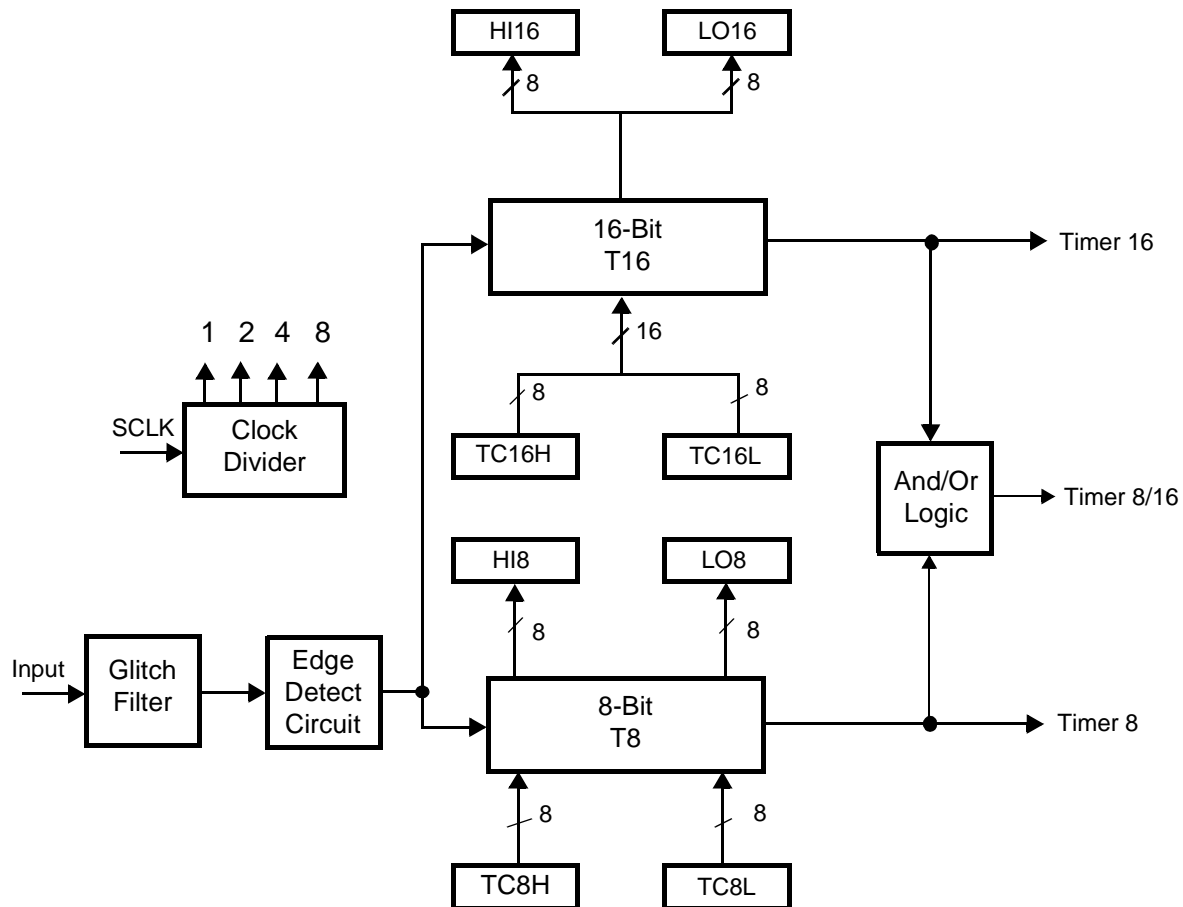 HI16
LO16
8
8
16-Bit
T16
Timer 16
16
1 2 4 8
8
8
SCLK
Clock
Divider
TC16H
TC16L
And/Or
Logic
Timer 8/16
HI8
LO8
8
8
Input
Glitch
Filter
Edge
Detect
Circuit
8-Bit
T8
Timer 8
8
8
TC8H
TC8L